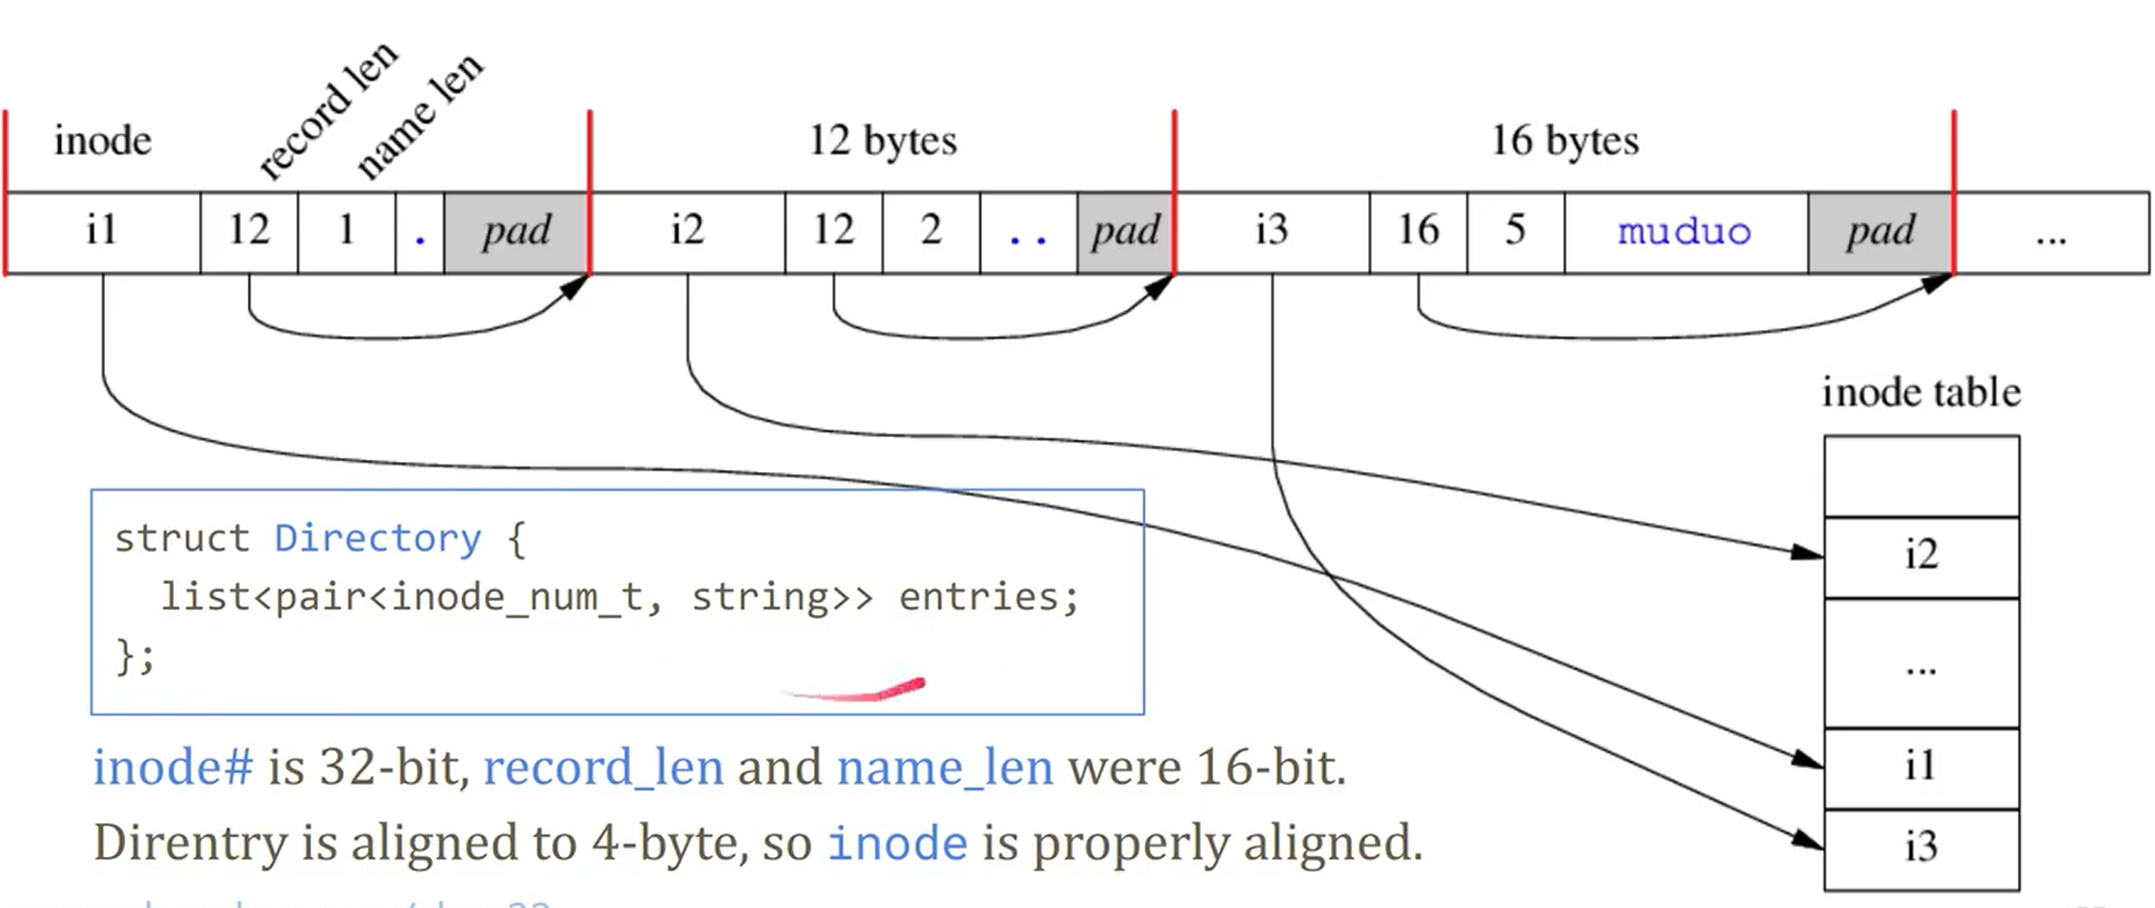 record len
name len
inode
12 bytes
16 bytes
i1 12 1 . pad i2 12 2 .. pad i3 16 5 muduo pad ...
inode table
i2
...
i1
i3
struct Directory {
list<pair<inode_num_t, string>> entries;
};
inode# is 32-bit, record_len and name_len were 16-bit.
Direntry is aligned to 4-byte, so inode is properly aligned.